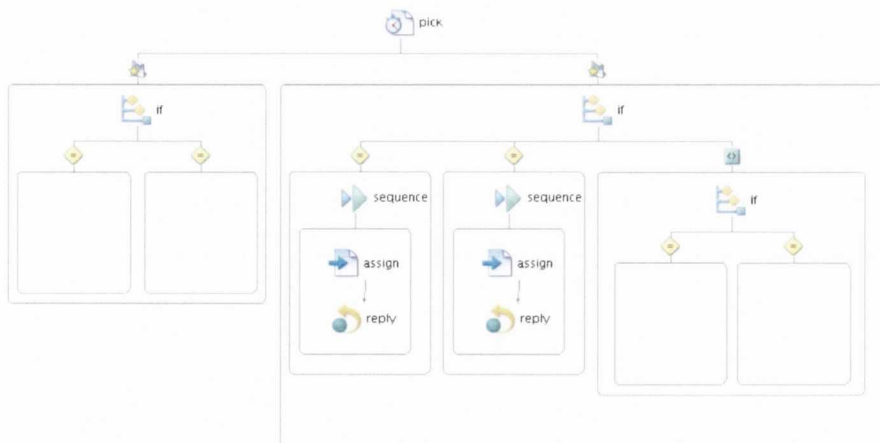 pick
if
if
sequence
sequence
if
assign
assign
reply
reply